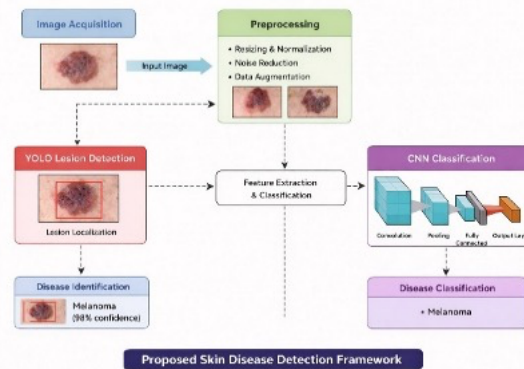 Image Acquisition
Preprocessing
Input Image
• Resizing & Normalization
• Noise Reduction
• Data Augmentation
YOLO Lesion Detection
Lesion Localization
Feature Extraction
& Classification
CNN Classification
Convolution
Pooling
Fully
Connected
Output Lay
Disease Identification
Melanoma
(98% confidence)
Disease Classification
• Melanoma
Proposed Skin Disease Detection Framework